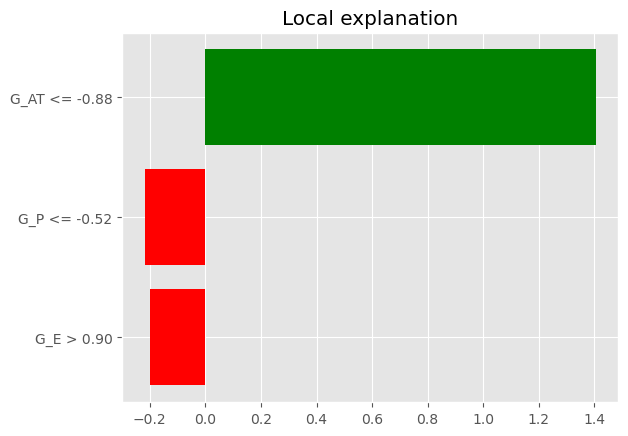 Local explanation
G_AT <= -0.88
G_P <= -0.52
G_E > 0.90
−0.2 0.0 0.2 0.4 0.6 0.8 1.0 1.2 1.4